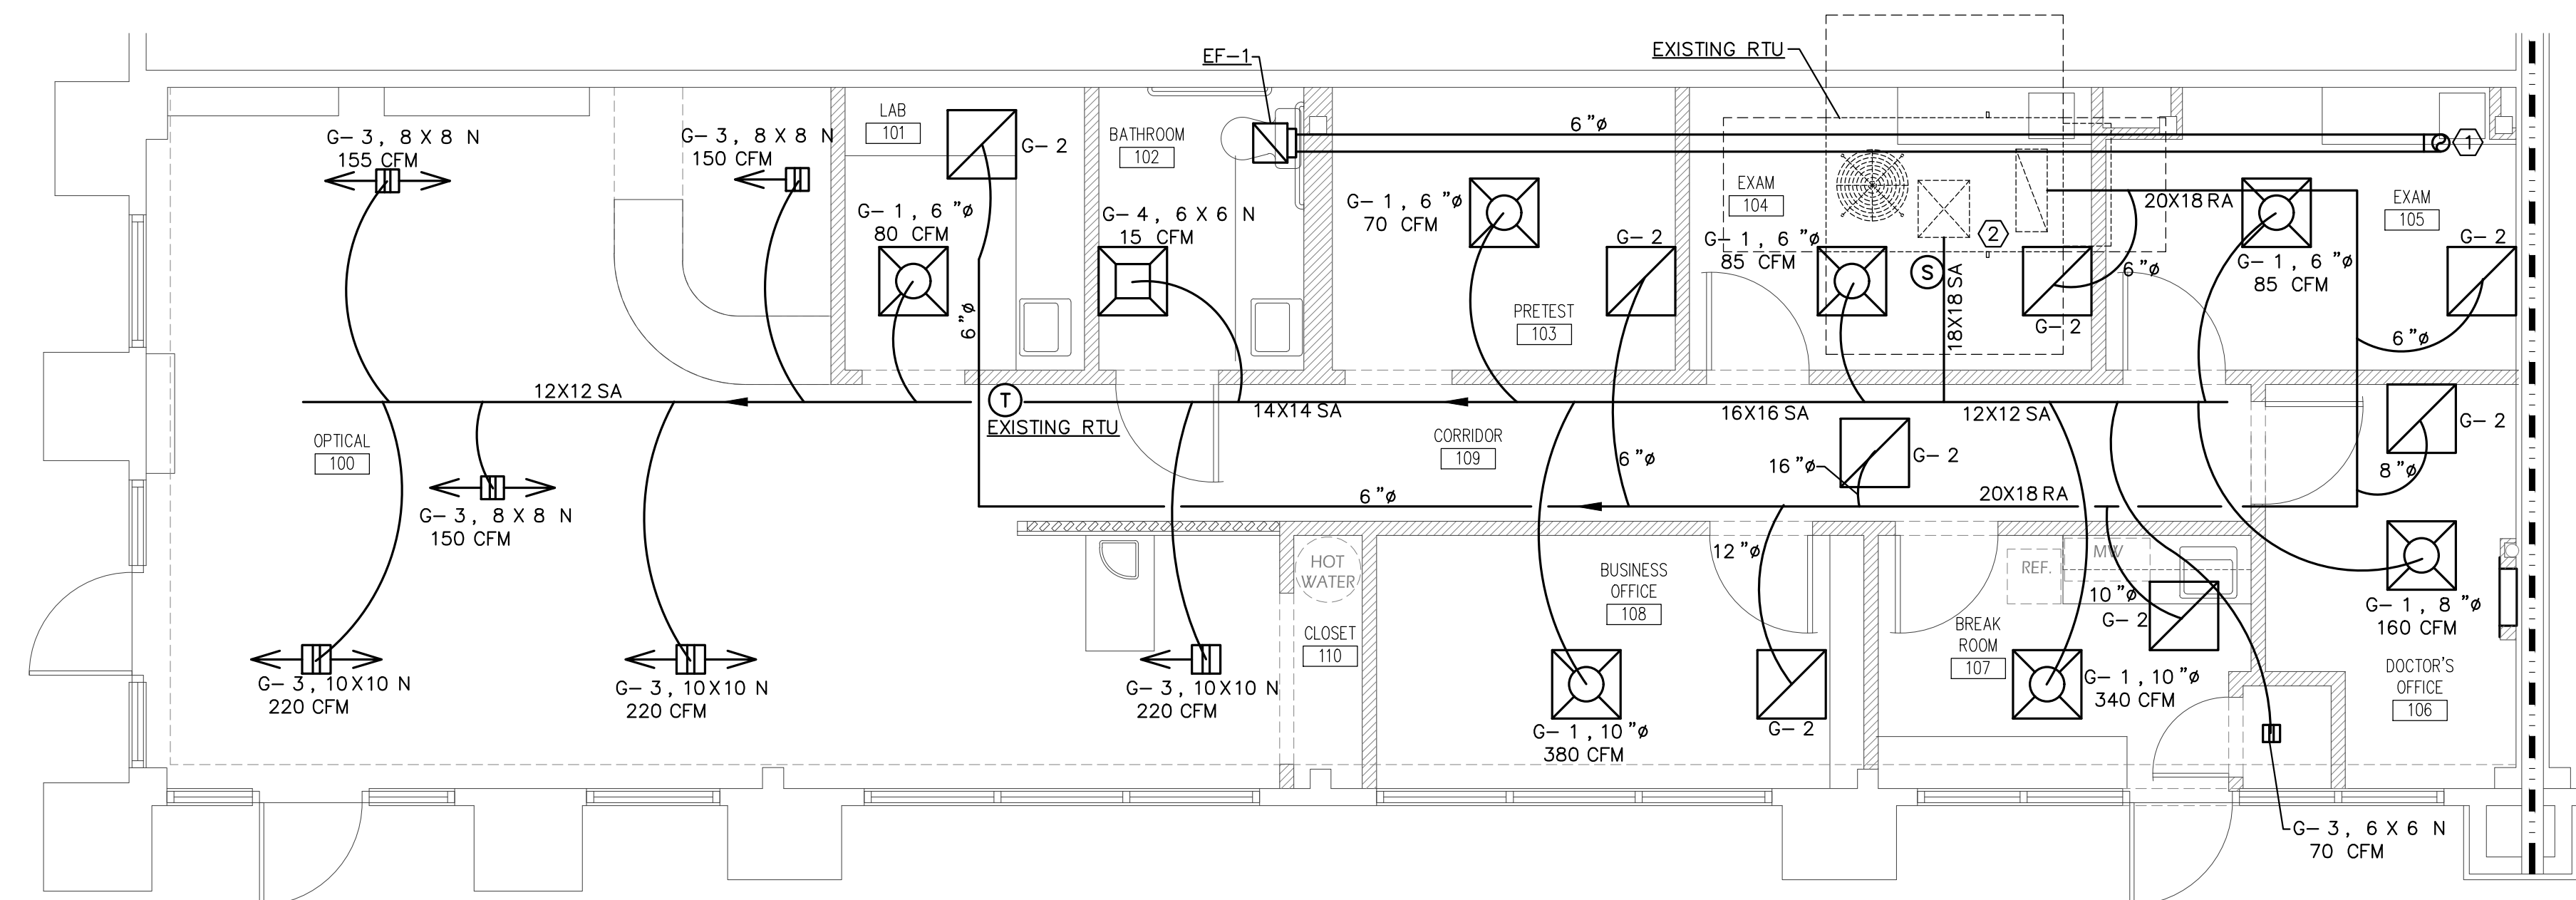 EF-1
EXISTING RTU
G-3, 8X8 N
155 CFM
G-3, 8X8 N
150 CFM
LAB
101
G-2
BATHROOM
102
6"ø
1
G-1, 6"ø
80 CFM
G-4, 6X6 N
15 CFM
G-1, 6"ø
70 CFM
G-2
EXAM
104
G-1, 6"ø
85 CFM
2
S
18X18 SA
G-2
20X18 RA
6"ø
EXAM
105
G-2
G-1, 6"ø
85 CFM
6"ø
6"ø
PRETEST
103
12X12 SA
T
EXISTING RTU
14X14 SA
16X16 SA
12X12 SA
OPTICAL
100
CORRIDOR
109
6"ø
16"ø
G-2
G-2
8"ø
6"ø
20X18 RA
G-3, 8X8 N
150 CFM
12"ø
HOT
WATER
BUSINESS
OFFICE
108
REF.
MW
10"ø
G-2
G-1, 8"ø
160 CFM
CLOSET
110
BREAK
ROOM
107
DOCTOR'S
OFFICE
106
G-3, 10X10 N
220 CFM
G-3, 10X10 N
220 CFM
G-3, 10X10 N
220 CFM
G-1, 10"ø
380 CFM
G-2
G-1, 10"ø
340 CFM
G-3, 6X6 N
70 CFM